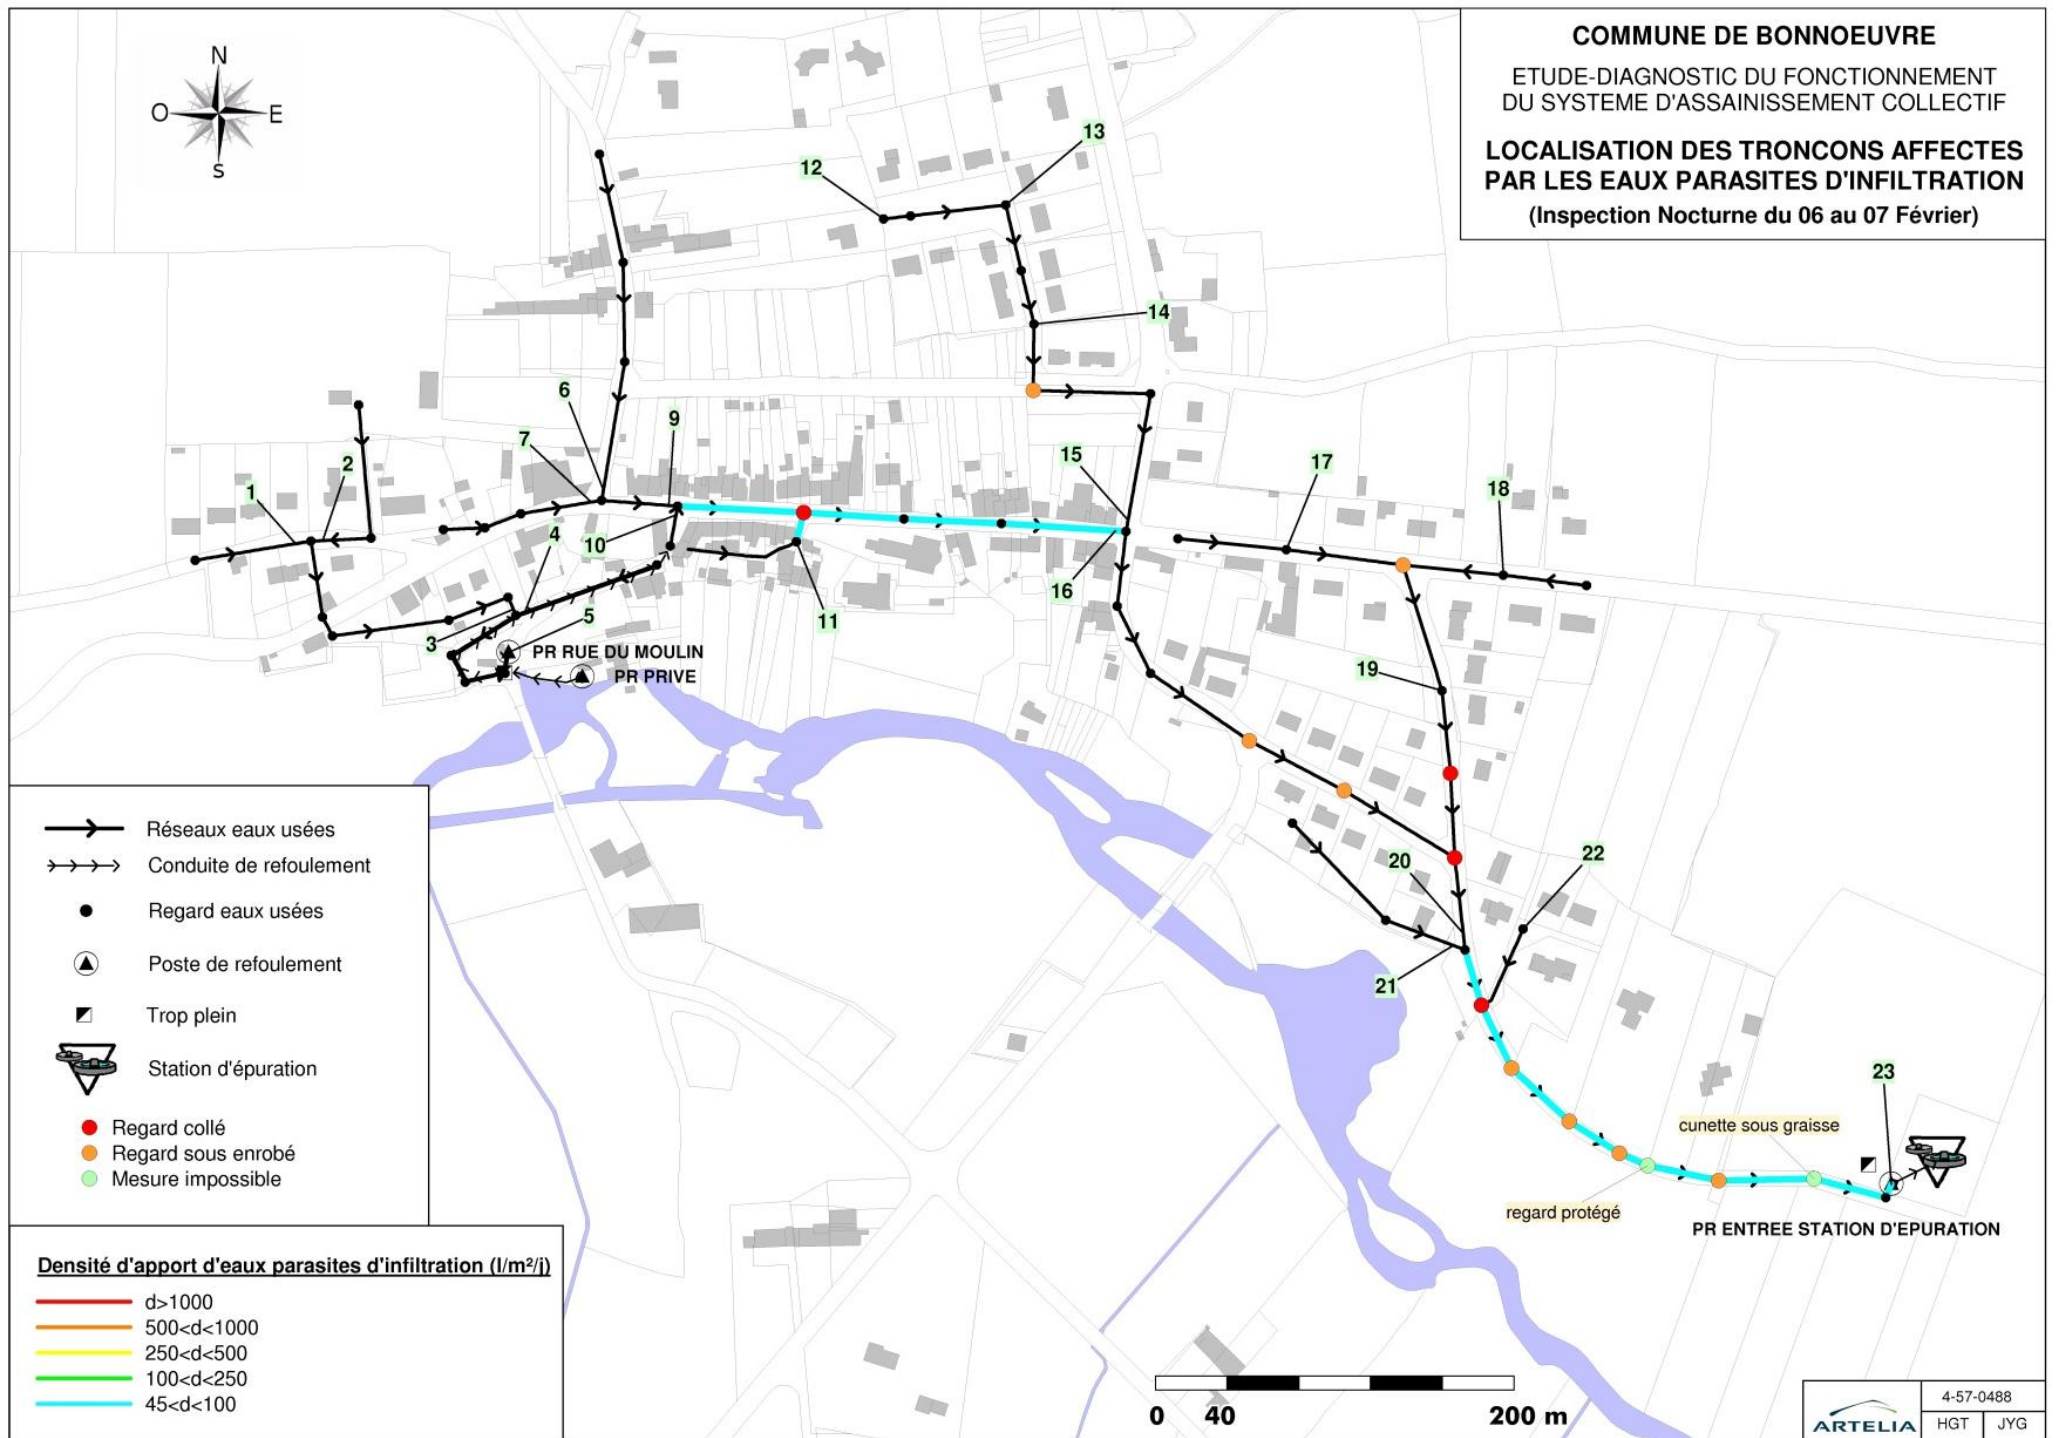 COMMUNE DE BONNOEUVRE
ETUDE-DIAGNOSTIC DU FONCTIONNEMENT
DU SYSTEME D'ASSAINISSEMENT COLLECTIF
LOCALISATION DES TRONCONS AFFECTES
PAR LES EAUX PARASITES D'INFILTRATION
(Inspection Nocturne du 06 au 07 Février)
N
O
E
S
13
12
14
6
9
7
15
2
17
1
18
4
10
5
16
11
3
PR RUE DU MOULIN
PR PRIVE
19
20
22
21
23
cunette sous graisse
regard protégé
PR ENTREE STATION D'EPURATION
Réseaux eaux usées
Conduite de refoulement
Regard eaux usées
Poste de refoulement
Trop plein
Station d'épuration
Regard collé
Regard sous enrobé
Mesure impossible
Densité d'apport d'eaux parasites d'infiltration (l/m²/j)
d>1000
500<d<1000
250<d<500
100<d<250
45<d<100
0 40 200 m
ARTELIA
4-57-0488
HGT JYG